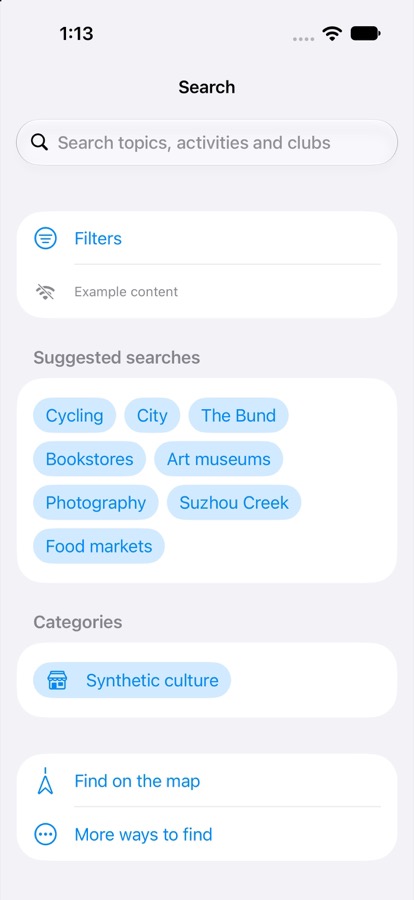 1:13
Search
Search topics, activities and clubs
Filters
Example content
Suggested searches
Cycling City The Bund
Bookstores Art museums
Photography Suzhou Creek
Food markets
Categories
Synthetic culture
Find on the map
More ways to find